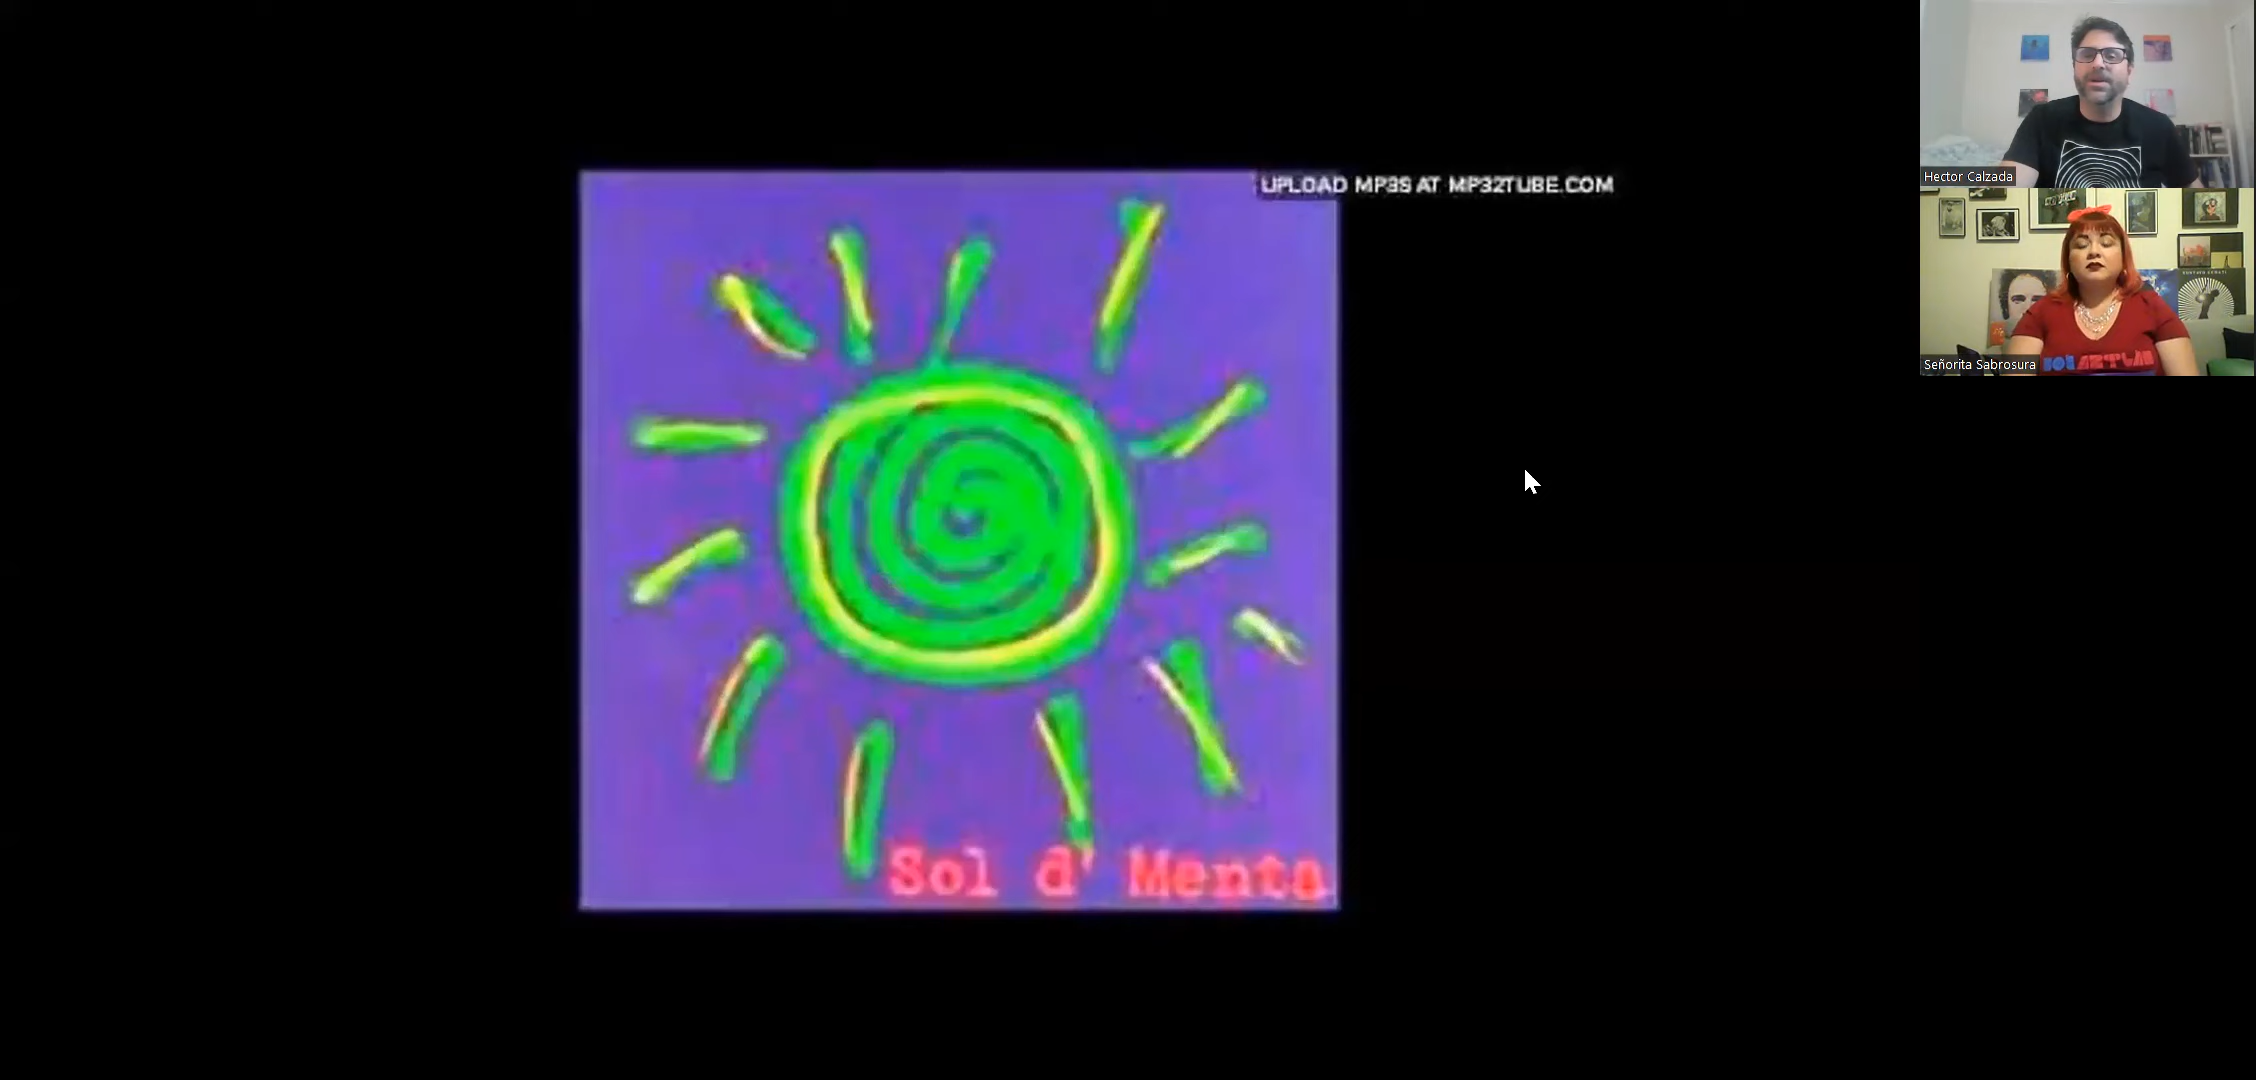 UPLOAD MP3S AT MP32TUBE.COM
Sol d' Menta
Hector Calzada
Señorita Sabrosura